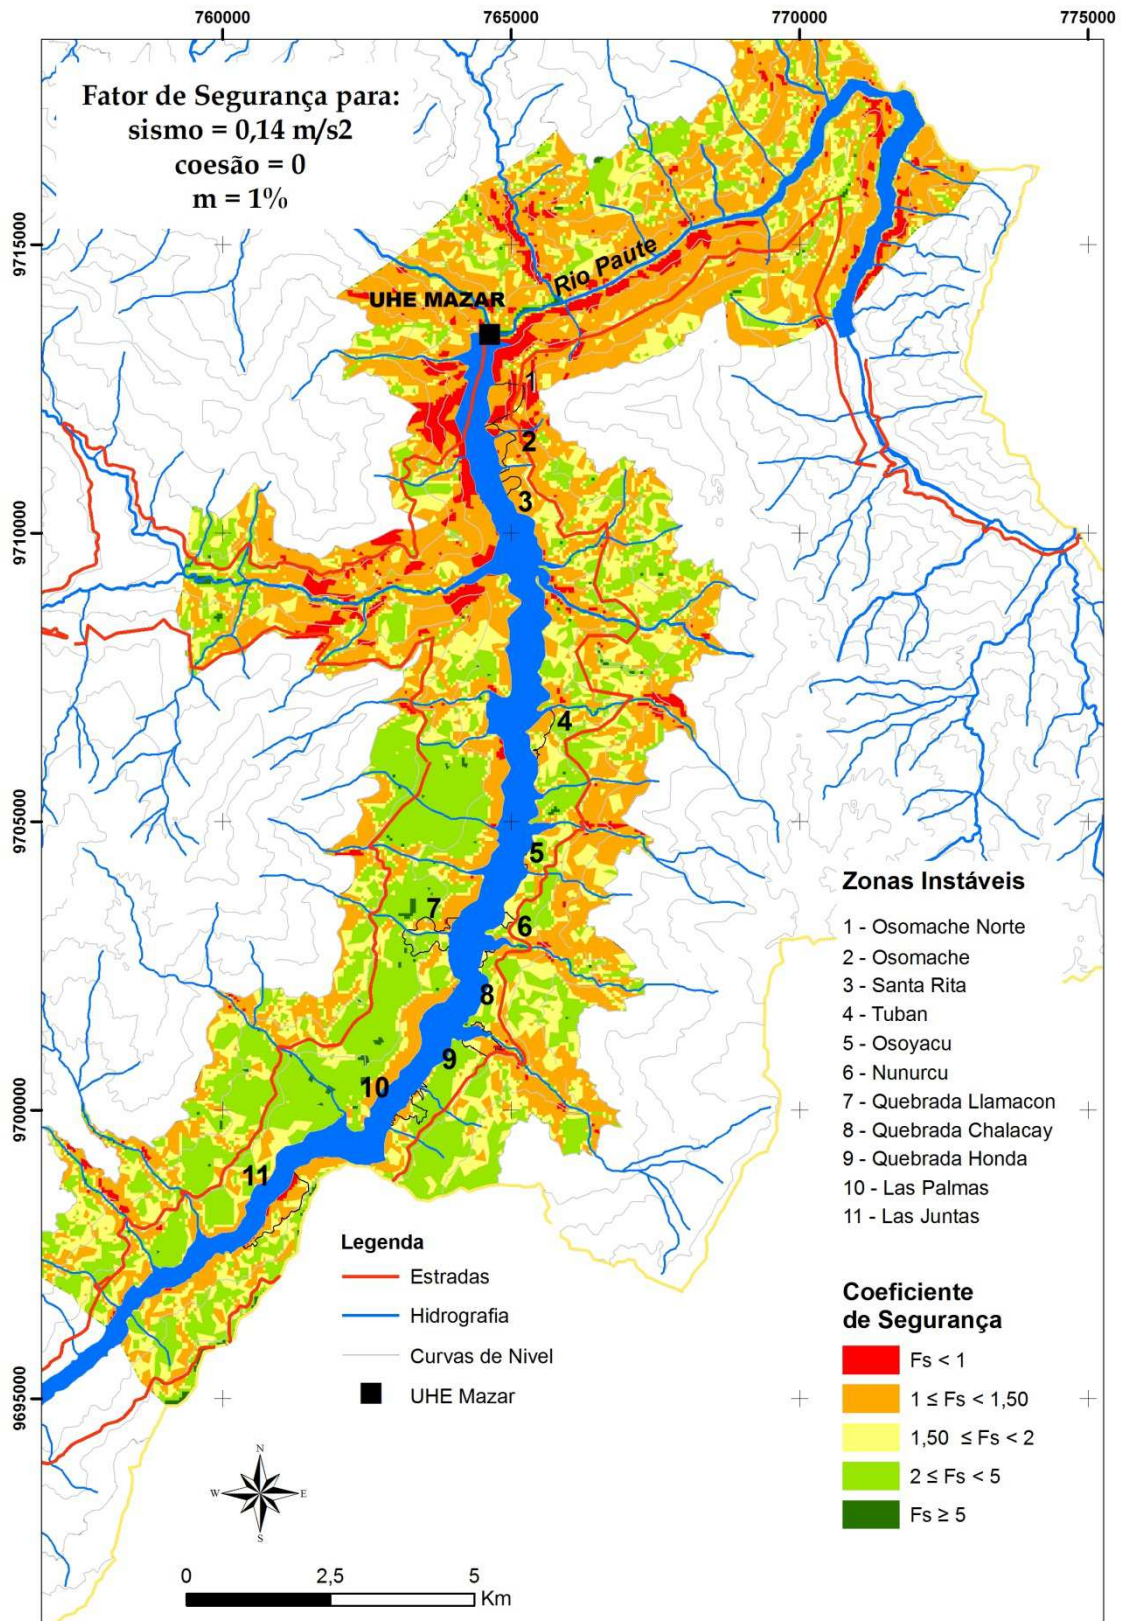 760000
765000
770000
775000
Fator de Segurança para:
sismo = 0,14 m/s2
coesão = 0
m = 1%
9715000
9710000
9705000
9700000
9695000
Rio Paute
UHE MAZAR
1
2
3
4
5
6
7
8
9
10
11
Zonas Instáveis
1 - Osomache Norte
2 - Osomache
3 - Santa Rita
4 - Tuban
5 - Osoyacu
6 - Nunurcu
7 - Quebrada Llamacon
8 - Quebrada Chalacay
9 - Quebrada Honda
10 - Las Palmas
11 - Las Juntas
Legenda
Estradas
Hidrografia
Curvas de Nivel
UHE Mazar
Coeficiente
de Segurança
Fs < 1
1 ≤ Fs < 1,50
1,50 ≤ Fs < 2
2 ≤ Fs < 5
Fs ≥ 5
N
W
E
S
0
2,5
5
Km